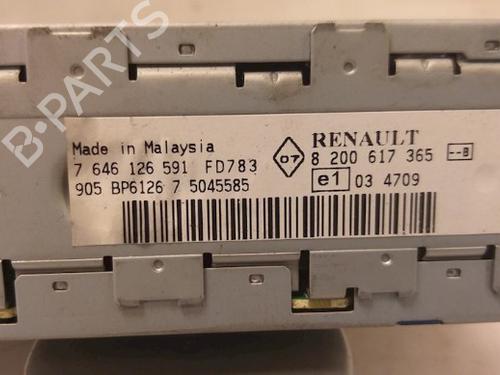 B-PARTS
Made in Malaysia
7 646 126 591 FD783
905 BP6126 7 5045585
07
RENAULT
8 200 617 365
--B
e1 03 4709